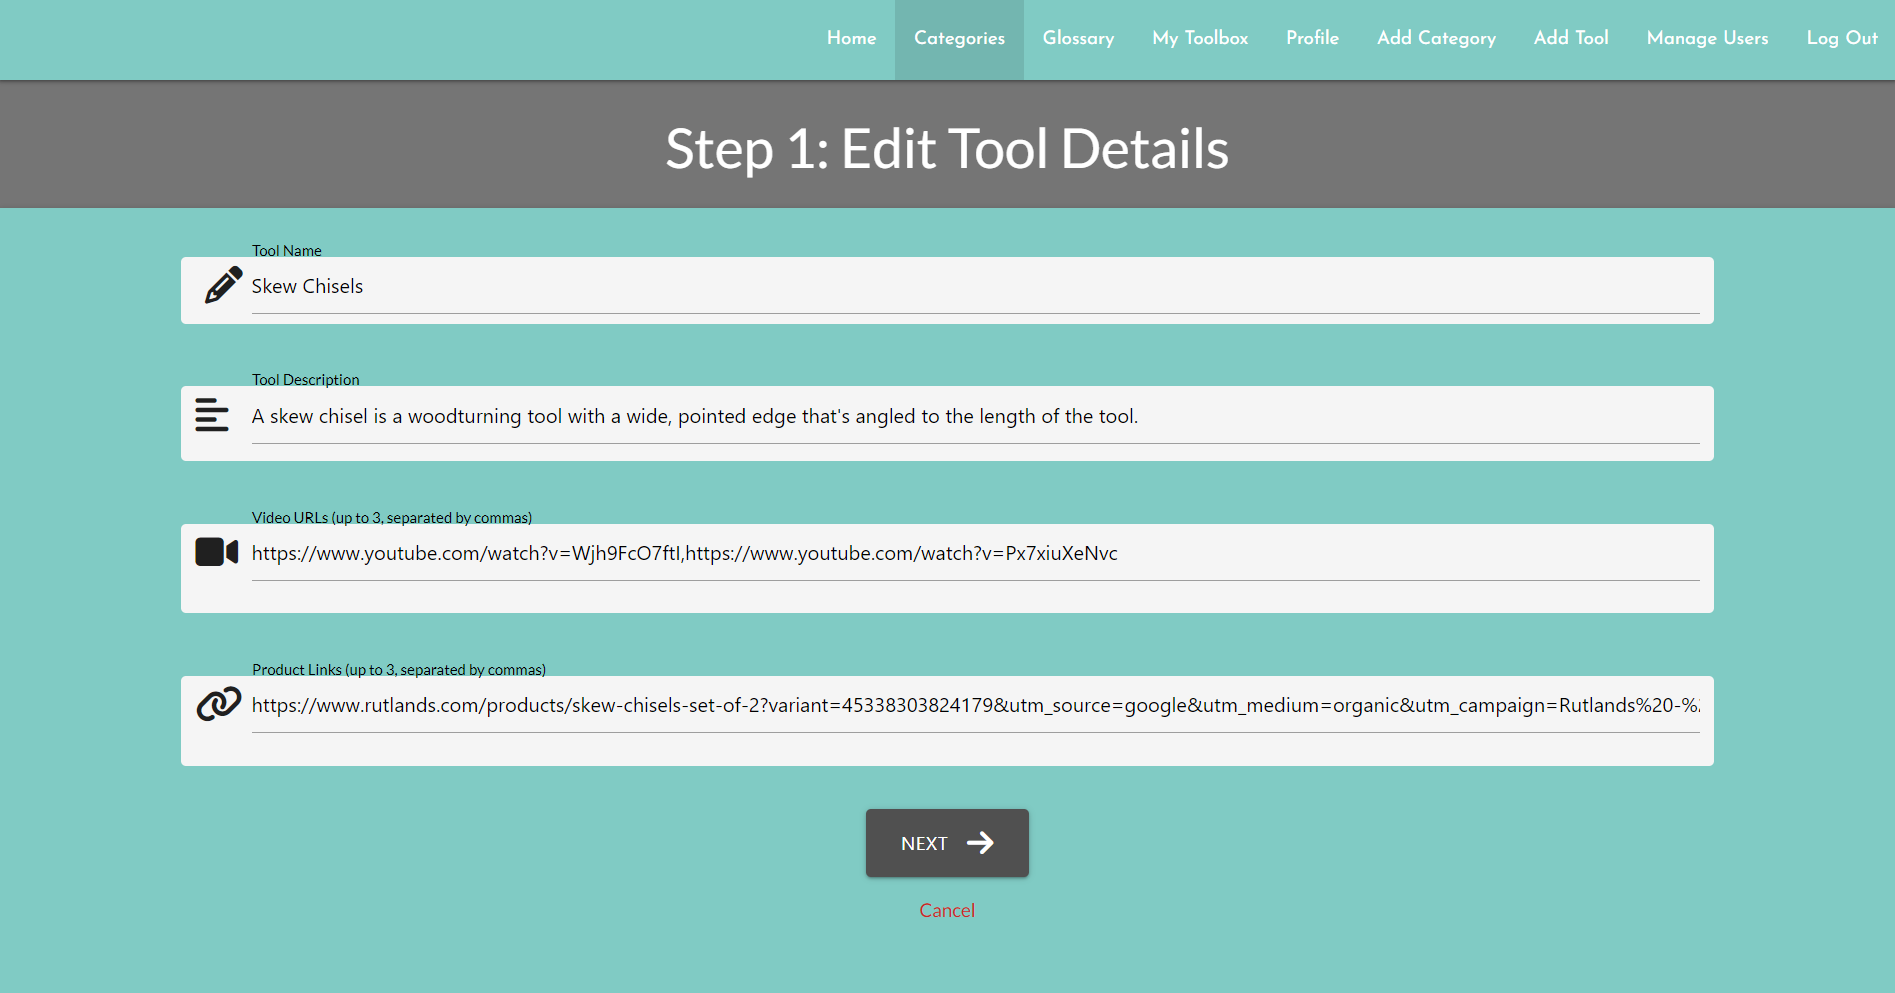 Home Categories Glossary My Toolbox Profile Add Category Add Tool Manage Users Log Out
Step 1: Edit Tool Details
Tool Name
Skew Chisels
Tool Description
A skew chisel is a woodturning tool with a wide, pointed edge that's angled to the length of the tool.
Video URLs (up to 3, separated by commas)
https://www.youtube.com/watch?v=Wjh9FcO7ftI,https://www.youtube.com/watch?v=Px7xiuXeNvc
Product Links (up to 3, separated by commas)
https://www.rutlands.com/products/skew-chisels-set-of-2?variant=45338303824179&utm_source=google&utm_medium=organic&utm_campaign=Rutlands%20-%2
NEXT
Cancel